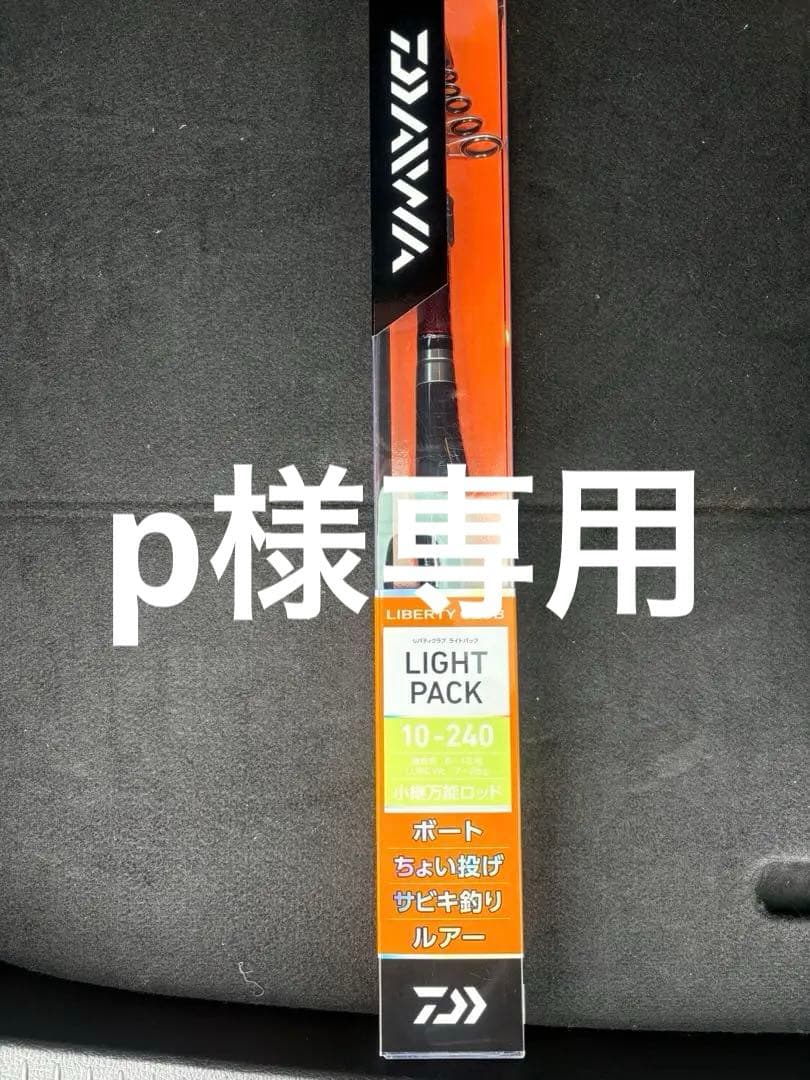 DAIWA
p様専用
LIBERTY CLUB
リバティクラブ ライトパック
LIGHT
PACK
10-240
小継万能ロッド
ボート
ちょい投げ
サビキ釣り
ルアー